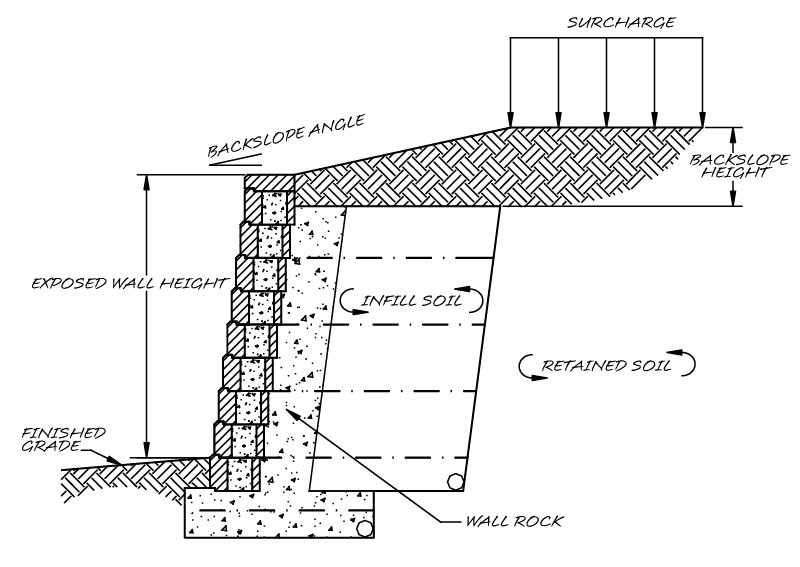 SURCHARGE
BACKSLOPE ANGLE
BACKSLOPE
HEIGHT
EXPOSED WALL HEIGHT
INFILL SOIL
RETAINED SOIL
FINISHED
GRADE
WALL ROCK